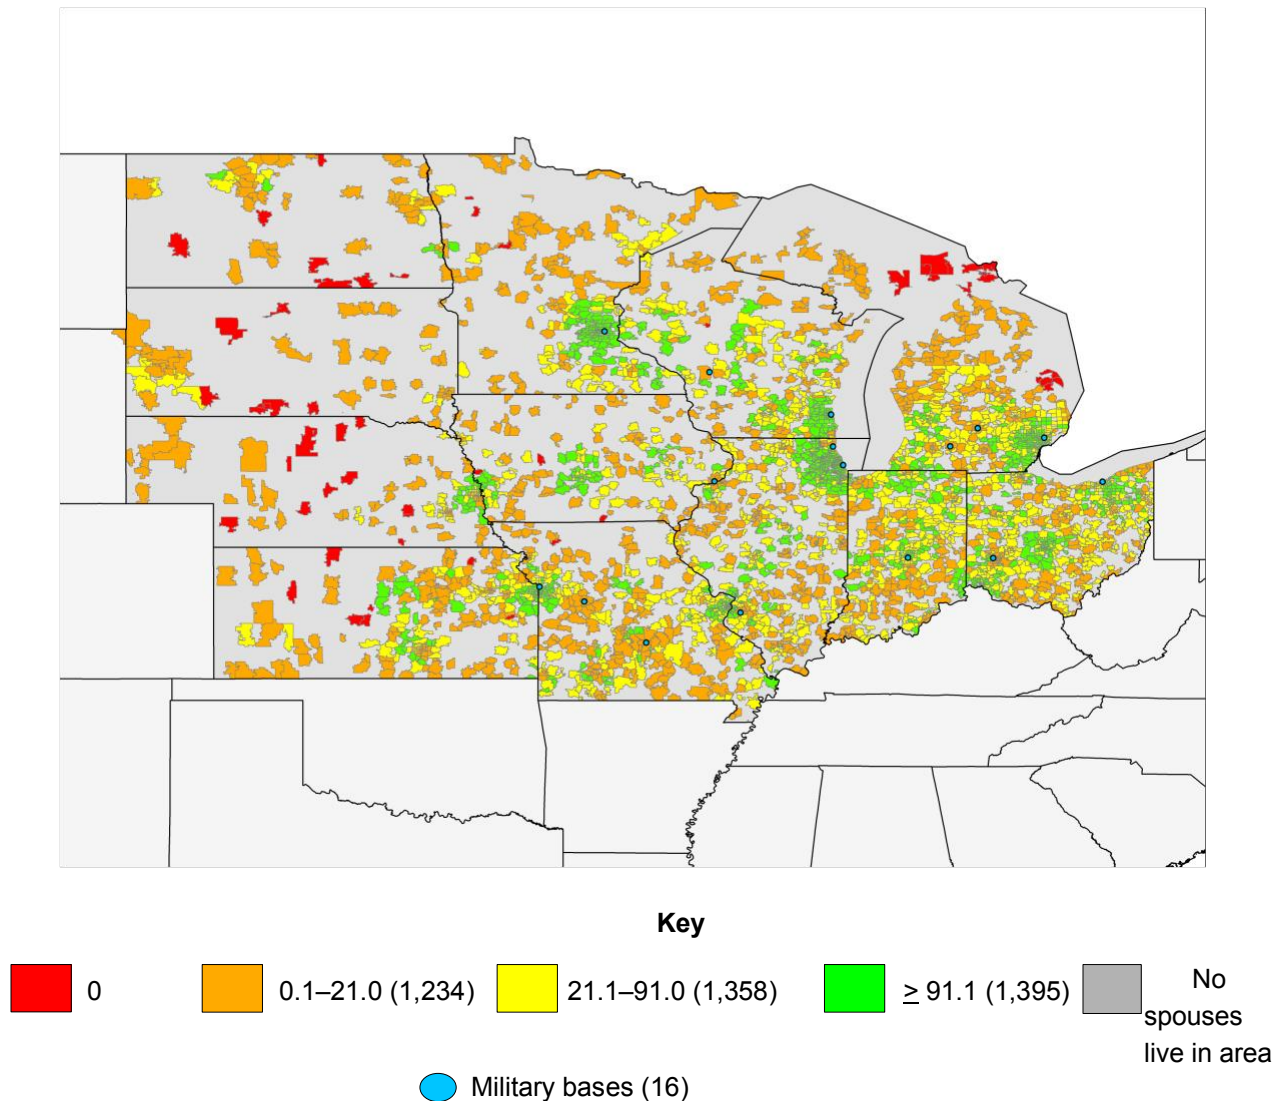 Key
0
0.1–21.0 (1,234)
21.1–91.0 (1,358)
≥ 91.1 (1,395)
No
spouses
live in area
Military bases (16)